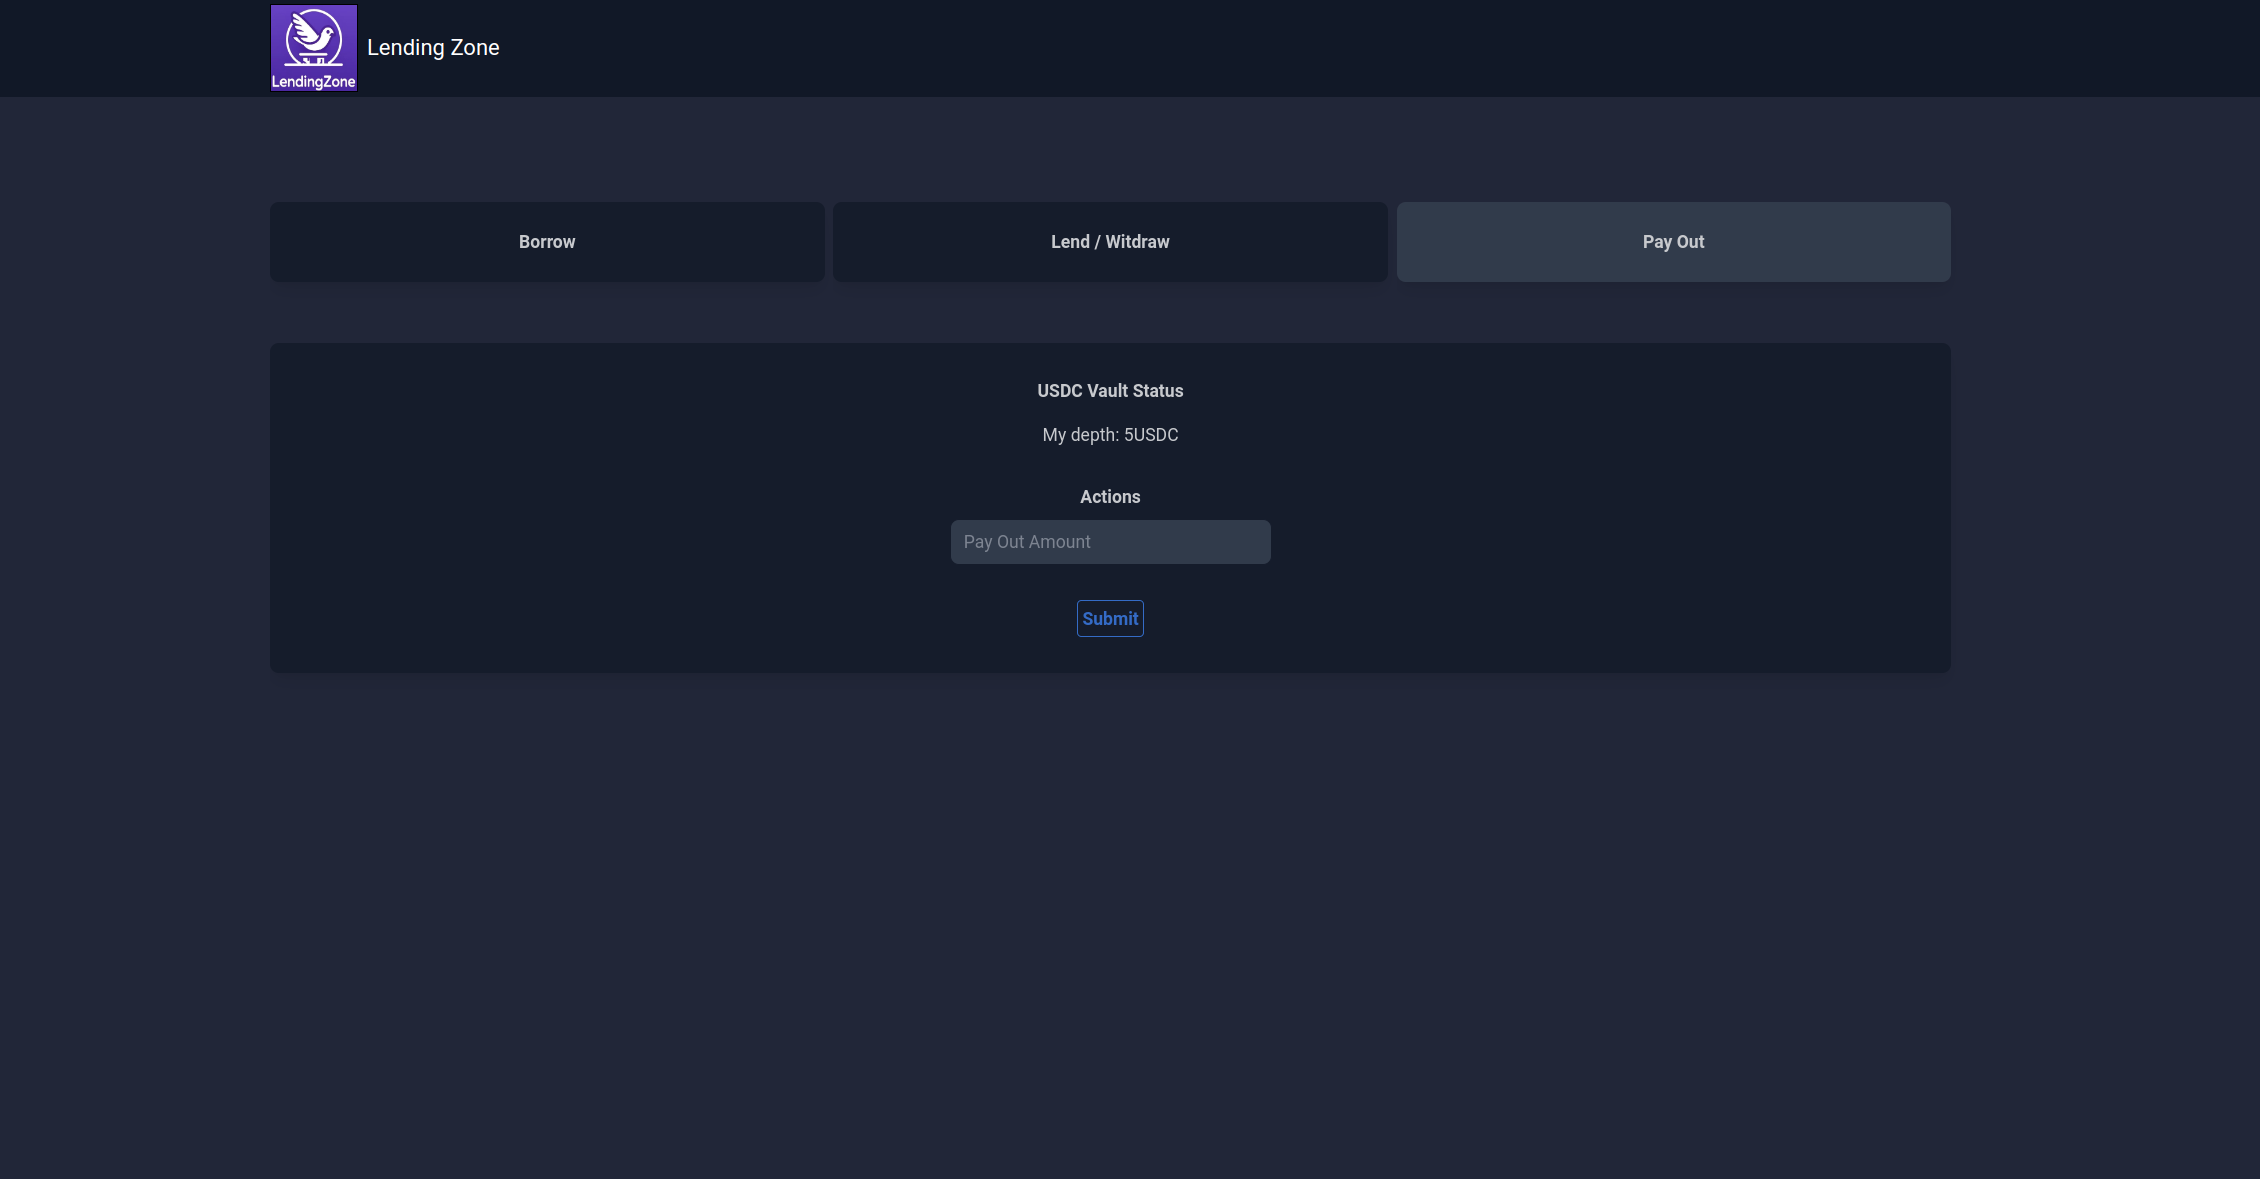 LendingZone
Lending Zone
Borrow
Lend / Witdraw
Pay Out
USDC Vault Status
My depth: 5USDC
Actions
Pay Out Amount
Submit